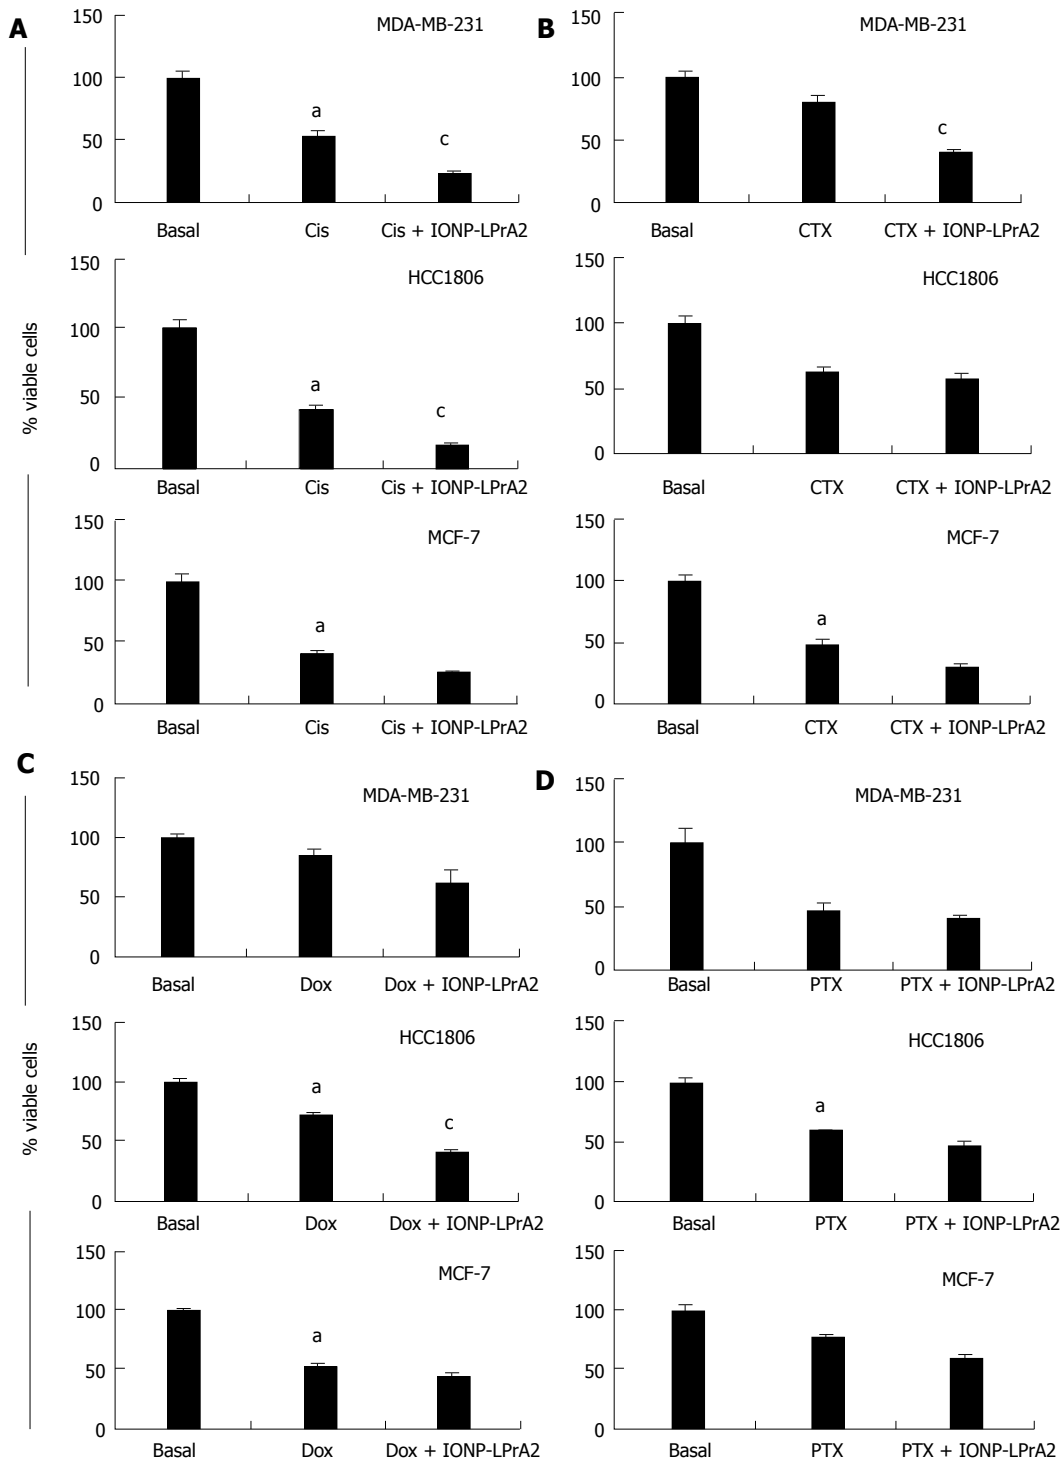 A
% viable cells
MDA-MB-231
150
100
50
0
a
c
Basal Cis Cis + IONP-LPrA2
HCC1806
150
100
50
0
a
c
Basal Cis Cis + IONP-LPrA2
MCF-7
150
100
50
0
a
Basal Cis Cis + IONP-LPrA2
B
MDA-MB-231
150
100
50
0
c
Basal CTX CTX + IONP-LPrA2
HCC1806
150
100
50
0
Basal CTX CTX + IONP-LPrA2
MCF-7
150
100
50
0
a
Basal CTX CTX + IONP-LPrA2
C
% viable cells
MDA-MB-231
150
100
50
0
Basal Dox Dox + IONP-LPrA2
HCC1806
150
100
50
0
a
c
Basal Dox Dox + IONP-LPrA2
MCF-7
150
100
50
0
a
Basal Dox Dox + IONP-LPrA2
D
MDA-MB-231
150
100
50
0
Basal PTX PTX + IONP-LPrA2
HCC1806
150
100
50
0
a
Basal PTX PTX + IONP-LPrA2
MCF-7
150
100
50
0
Basal PTX PTX + IONP-LPrA2